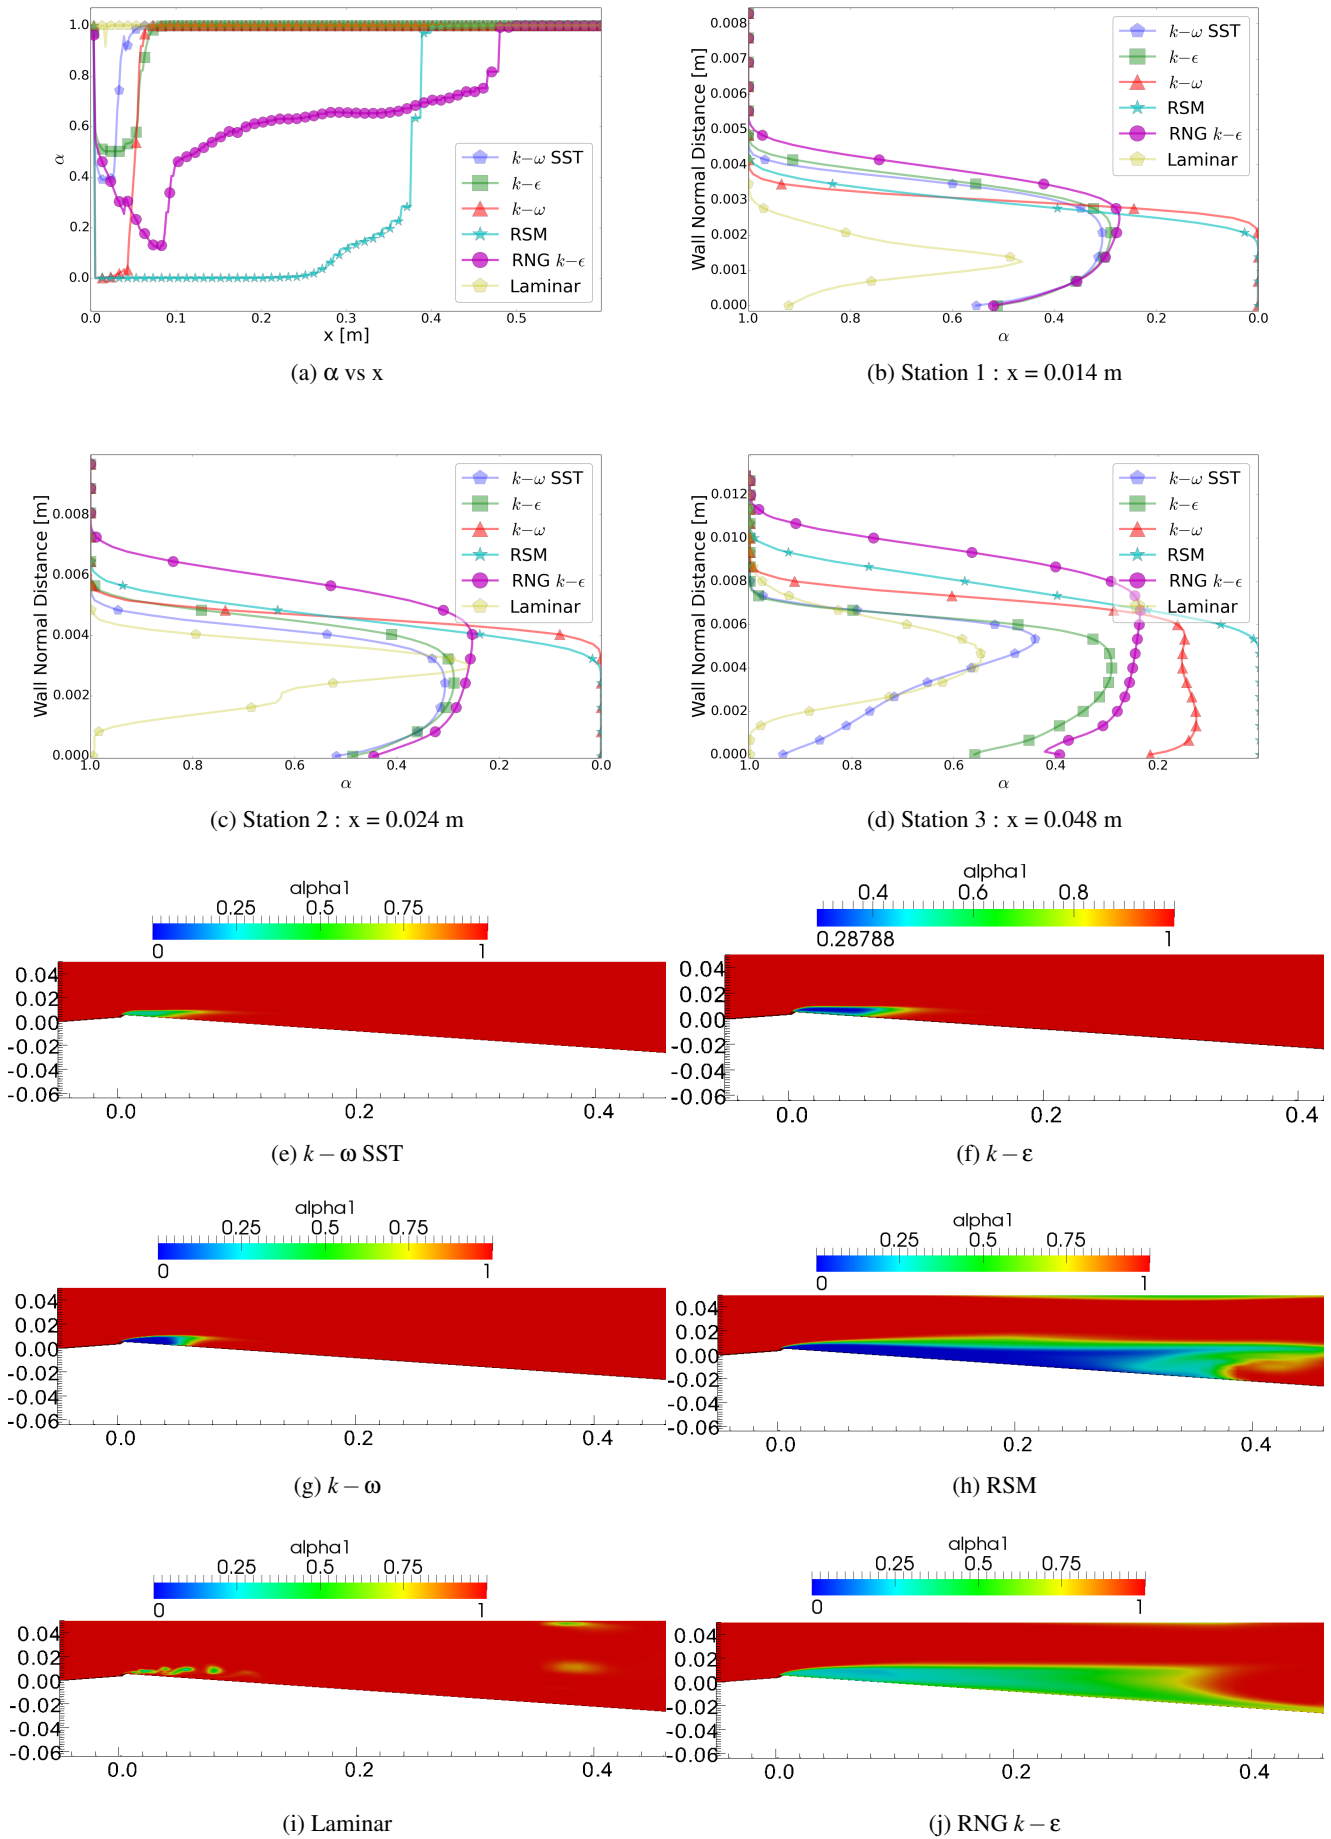 1.0
0.8
0.6
0.4
0.2
0.0
α
0.0 0.1 0.2 0.3 0.4 0.5
x [m]
k−ω SST
k−ϵ
k−ω
RSM
RNG k−ϵ
Laminar
(a) α vs x
0.008
0.007
0.006
0.005
0.004
0.003
0.002
0.001
0.000
Wall Normal Distance [m]
1.0 0.8 0.6 0.4 0.2 0.0
α
k−ω SST
k−ϵ
k−ω
RSM
RNG k−ϵ
Laminar
(b) Station 1 : x = 0.014 m
0.008
0.006
0.004
0.002
0.000
Wall Normal Distance [m]
1.0 0.8 0.6 0.4 0.2 0.0
α
k−ω SST
k−ϵ
k−ω
RSM
RNG k−ϵ
Laminar
(c) Station 2 : x = 0.024 m
0.012
0.010
0.008
0.006
0.004
0.002
0.000
Wall Normal Distance [m]
1.0 0.8 0.6 0.4 0.2
α
k−ω SST
k−ϵ
k−ω
RSM
RNG k−ϵ
Laminar
(d) Station 3 : x = 0.048 m
alpha1
0.25 0.5 0.75
0 1
0.04
0.02
0.00
-0.02
-0.04
-0.06
0.0 0.2 0.4
(e) k − ω SST
alpha1
0.4 0.6 0.8
0.28788 1
0.04
0.02
0.00
-0.02
-0.04
-0.06
0.0 0.2 0.4
(f) k − ε
alpha1
0.25 0.5 0.75
0 1
0.04
0.02
0.00
-0.02
-0.04
-0.06
0.0 0.2 0.4
(g) k − ω
alpha1
0.25 0.5 0.75
0 1
0.04
0.02
0.00
-0.02
-0.04
-0.06
0.0 0.2 0.4
(h) RSM
alpha1
0.25 0.5 0.75
0 1
0.04
0.02
0.00
-0.02
-0.04
-0.06
0.0 0.2 0.4
(i) Laminar
alpha1
0.25 0.5 0.75
0 1
0.04
0.02
0.00
-0.02
-0.04
-0.06
0.0 0.2 0.4
(j) RNG k − ε